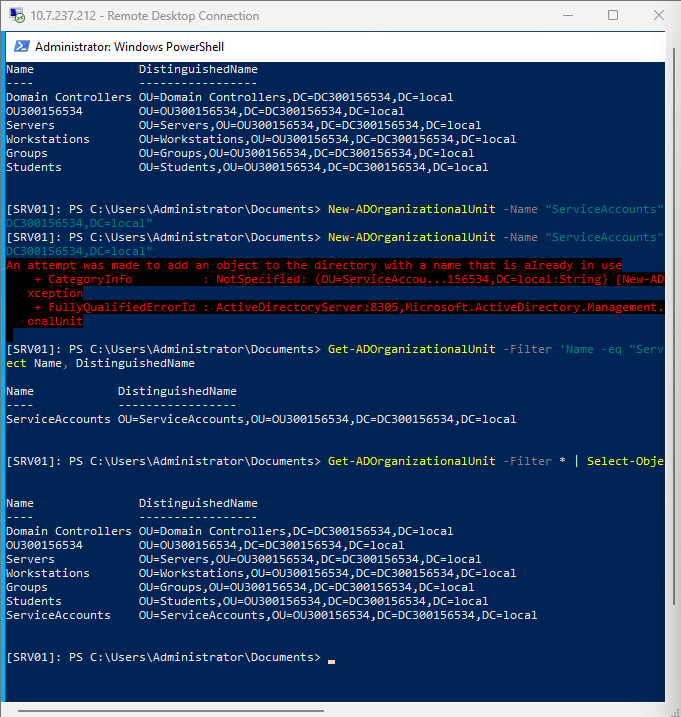 10.7.237.212 - Remote Desktop Connection
Administrator: Windows PowerShell
Name DistinguishedName
---- -----------------
Domain Controllers OU=Domain Controllers,DC=DC300156534,DC=local
OU300156534 OU=OU300156534,DC=DC300156534,DC=local
Servers OU=Servers,OU=OU300156534,DC=DC300156534,DC=local
Workstations OU=Workstations,OU=OU300156534,DC=DC300156534,DC=local
Groups OU=Groups,OU=OU300156534,DC=DC300156534,DC=local
Students OU=Students,OU=OU300156534,DC=DC300156534,DC=local
[SRV01]: PS C:\Users\Administrator\Documents> New-ADOrganizationalUnit -Name "ServiceAccounts"
DC300156534,DC=local"
[SRV01]: PS C:\Users\Administrator\Documents> New-ADOrganizationalUnit -Name "ServiceAccounts"
DC300156534,DC=local"
An attempt was made to add an object to the directory with a name that is already in use
+ CategoryInfo : NotSpecified: (OU=ServiceAccou...156534,DC=local:String) [New-AD
xception
+ FullyQualifiedErrorId : ActiveDirectoryServer:8305,Microsoft.ActiveDirectory.Management.
onalUnit
[SRV01]: PS C:\Users\Administrator\Documents> Get-ADOrganizationalUnit -Filter 'Name -eq "Serv
ect Name, DistinguishedName
Name DistinguishedName
---- -----------------
ServiceAccounts OU=ServiceAccounts,OU=OU300156534,DC=DC300156534,DC=local
[SRV01]: PS C:\Users\Administrator\Documents> Get-ADOrganizationalUnit -Filter * | Select-Obje
Name DistinguishedName
---- -----------------
Domain Controllers OU=Domain Controllers,DC=DC300156534,DC=local
OU300156534 OU=OU300156534,DC=DC300156534,DC=local
Servers OU=Servers,OU=OU300156534,DC=DC300156534,DC=local
Workstations OU=Workstations,OU=OU300156534,DC=DC300156534,DC=local
Groups OU=Groups,OU=OU300156534,DC=DC300156534,DC=local
Students OU=Students,OU=OU300156534,DC=DC300156534,DC=local
ServiceAccounts OU=ServiceAccounts,OU=OU300156534,DC=DC300156534,DC=local
[SRV01]: PS C:\Users\Administrator\Documents>